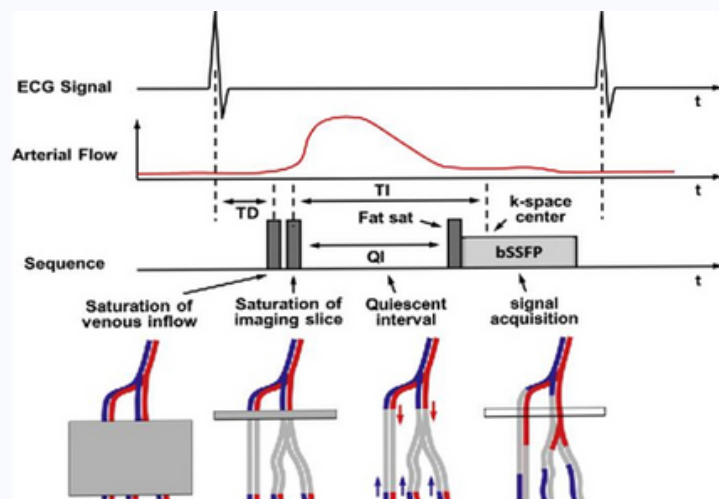 ECG Signal
t
Arterial Flow
t
TI
TD
Fat sat
k-space
center
QI
bSSFP
Sequence
t
Saturation of
venous inflow
Saturation of
imaging slice
Quiescent
interval
signal
acquisition